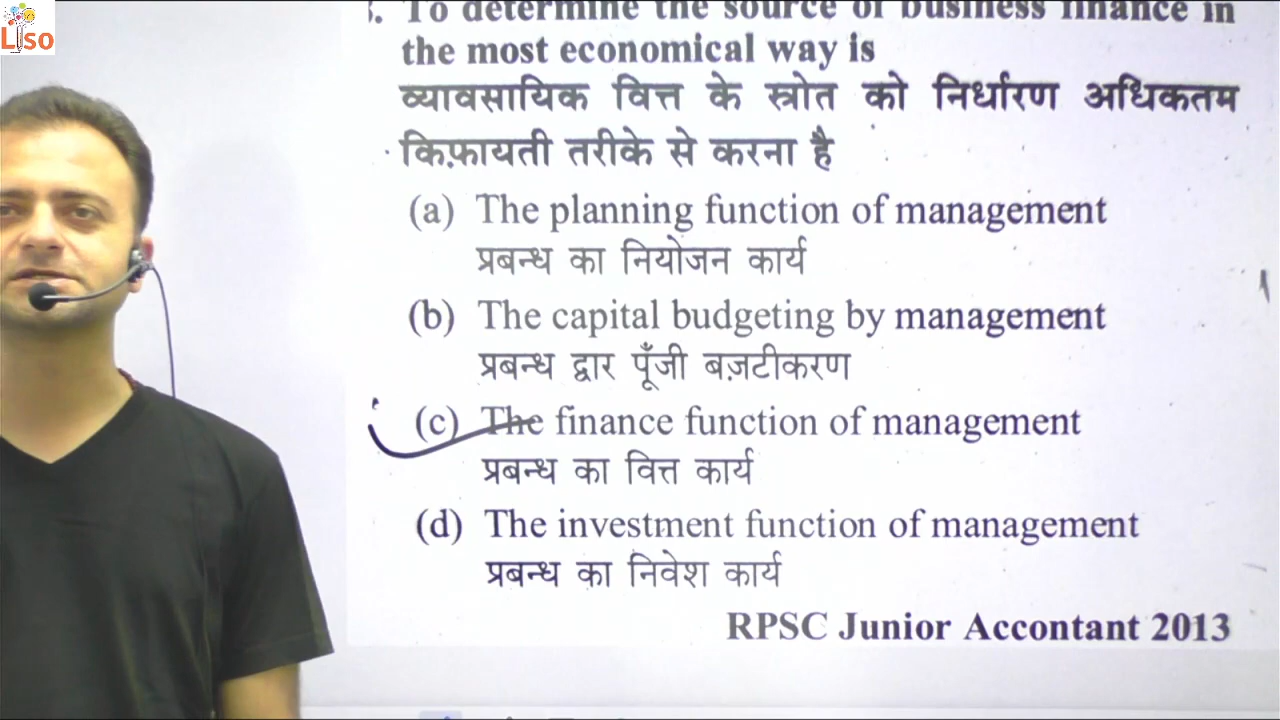 Liso
3. To determine the source of business finance in
the most economical way is
व्यावसायिक वित्त के स्त्रोत को निर्धारण अधिकतम
किफ़ायती तरीके से करना है
(a) The planning function of management
प्रबन्ध का नियोजन कार्य
(b) The capital budgeting by management
प्रबन्ध द्वार पूँजी बज़टीकरण
(c) The finance function of management
प्रबन्ध का वित्त कार्य
(d) The investment function of management
प्रबन्ध का निवेश कार्य
RPSC Junior Accontant 2013